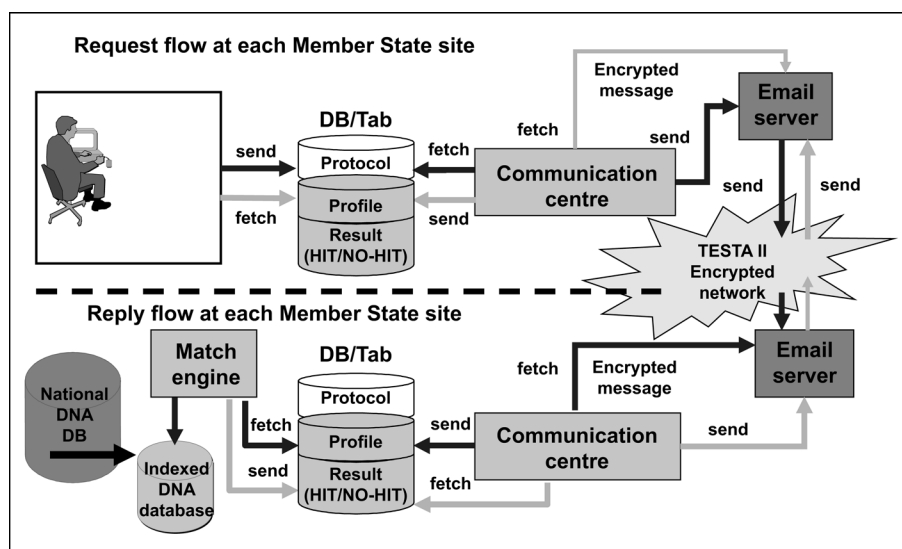 Request flow at each Member State site
Encrypted
message
Email
server
DB/Tab
fetch
send
Protocol
fetch
send
Communication
centre
Profile
fetch
send
Result
(HIT/NO-HIT)
send
send
TESTA II
Encrypted
network
Reply flow at each Member State site
Match
engine
DB/Tab
fetch
Encrypted
message
Email
server
National
DNA
DB
Protocol
fetch
send
Profile
Communication
centre
send
send
Result
(HIT/NO-HIT)
fetch
Indexed
DNA
database